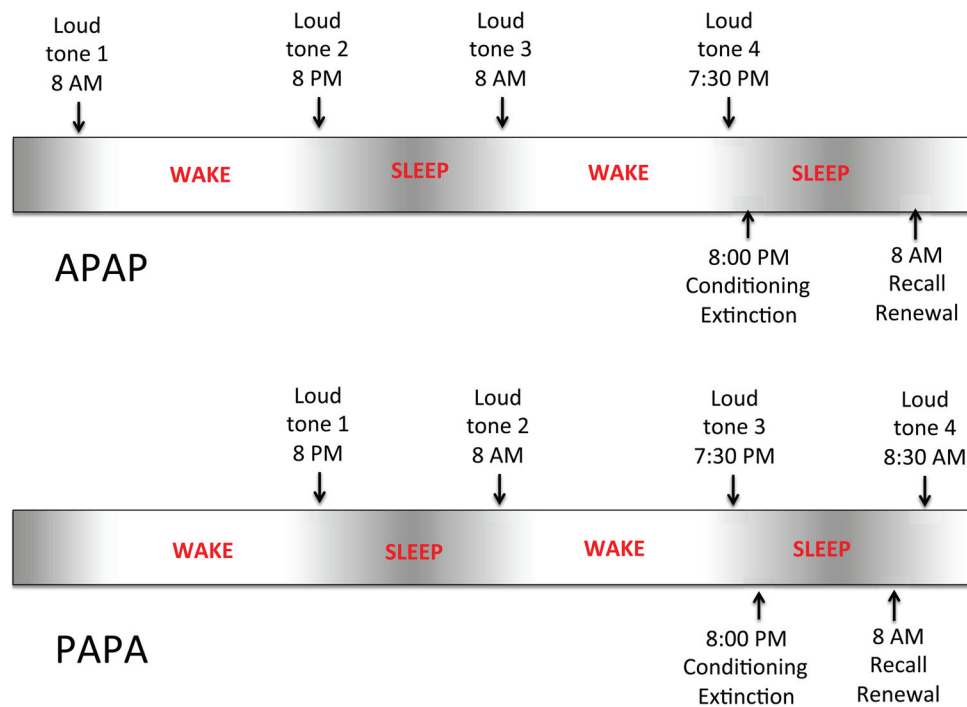 Loud
tone 1
8 AM
Loud
tone 2
8 PM
Loud
tone 3
8 AM
Loud
tone 4
7:30 PM
WAKE
SLEEP
WAKE
SLEEP
APAP
8:00 PM
Conditioning
Extinction
8 AM
Recall
Renewal
Loud
tone 1
8 PM
Loud
tone 2
8 AM
Loud
tone 3
7:30 PM
Loud
tone 4
8:30 AM
WAKE
SLEEP
WAKE
SLEEP
PAPA
8:00 PM
Conditioning
Extinction
8 AM
Recall
Renewal